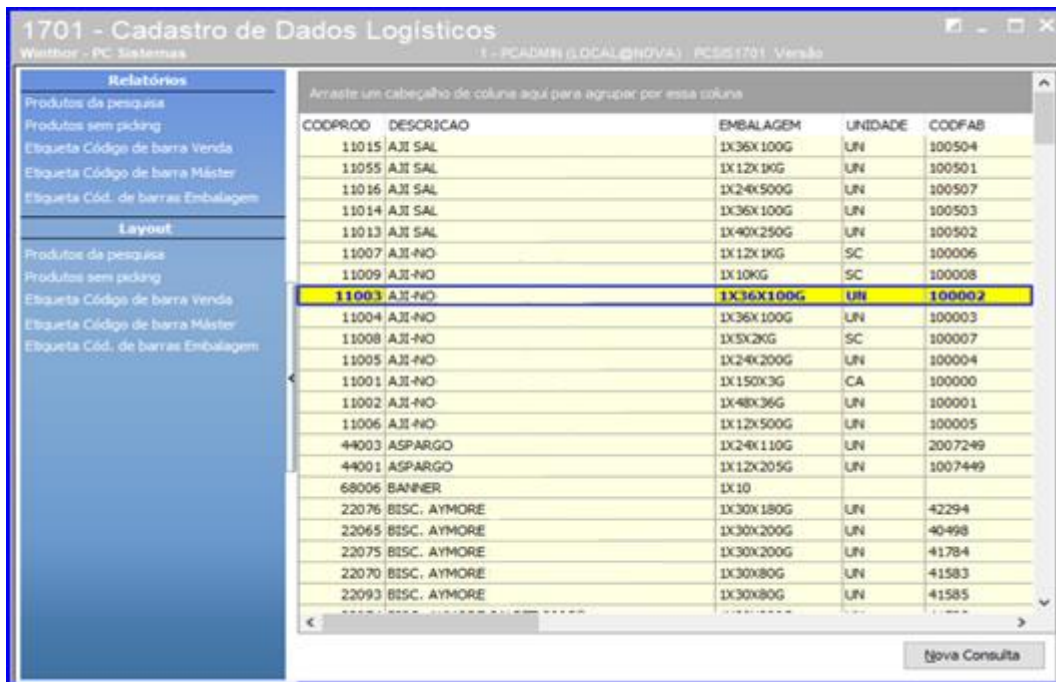 1701 - Cadastro de Dados Logísticos
Winthor - PC Sistemas 1 - PCADMIN (LOCAL@NOVA) PCSIS1701 Versão
Relatórios
Produtos da pesquisa
Produtos sem picking
Etiqueta Código de barra Venda
Etiqueta Código de barra Máster
Etiqueta Cód. de barras Embalagem
Layout
Produtos da pesquisa
Produtos sem picking
Etiqueta Código de barra Venda
Etiqueta Código de barra Máster
Etiqueta Cód. de barras Embalagem
Arraste um cabeçalho de coluna aqui para agrupar por essa coluna
CODPROD DESCRICAO EMBALAGEM UNIDADE CODFAB
11015 AJI SAL 1X36X100G UN 100504
11055 AJI SAL 1X12X1KG UN 100501
11016 AJI SAL 1X24X500G UN 100507
11014 AJI SAL 1X36X100G UN 100503
11013 AJI SAL 1X40X250G UN 100502
11007 AJI-NO 1X12X1KG SC 100006
11009 AJI-NO 1X10KG SC 100008
11003 AJI-NO 1X36X100G UN 100002
11004 AJI-NO 1X36X100G UN 100003
11008 AJI-NO 1X5X2KG SC 100007
11005 AJI-NO 1X24X200G UN 100004
11001 AJI-NO 1X150X3G CA 100000
11002 AJI-NO 1X48X36G UN 100001
11006 AJI-NO 1X12X500G UN 100005
44003 ASPARGO 1X24X110G UN 2007249
44001 ASPARGO 1X12X205G UN 1007449
68006 BANNER 1X10
22076 BISC. AYMORE 1X30X180G UN 42294
22065 BISC. AYMORE 1X30X200G UN 40498
22075 BISC. AYMORE 1X30X200G UN 41784
22070 BISC. AYMORE 1X30X80G UN 41583
22093 BISC. AYMORE 1X30X80G UN 41585
Nova Consulta